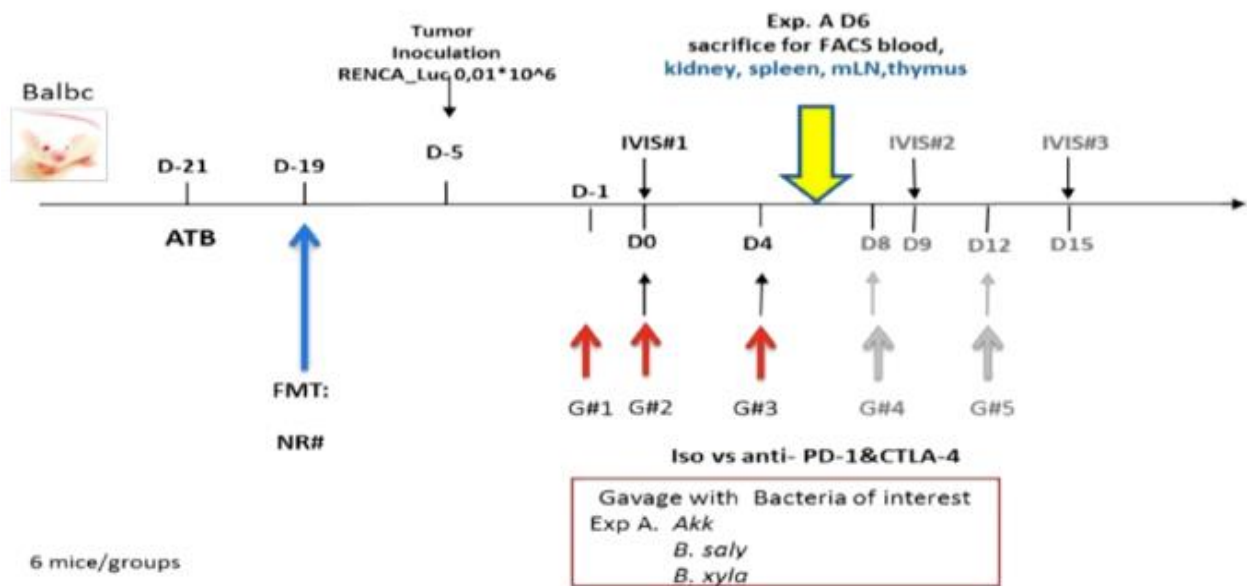 Exp. A D6
sacrifice for FACS blood,
kidney, spleen, mLN,thymus
Tumor
Inoculation
RENCA_Luc 0,01*10^6
Balbc
D-21
D-19
D-5
D-1
IVIS#1
IVIS#2
IVIS#3
ATB
D0
D4
D8
D9
D12
D15
FMT:
NR#
G#1
G#2
G#3
G#4
G#5
Iso vs anti- PD-1&CTLA-4
Gavage with Bacteria of interest
Exp A. Akk
B. saly
B. xyla
6 mice/groups